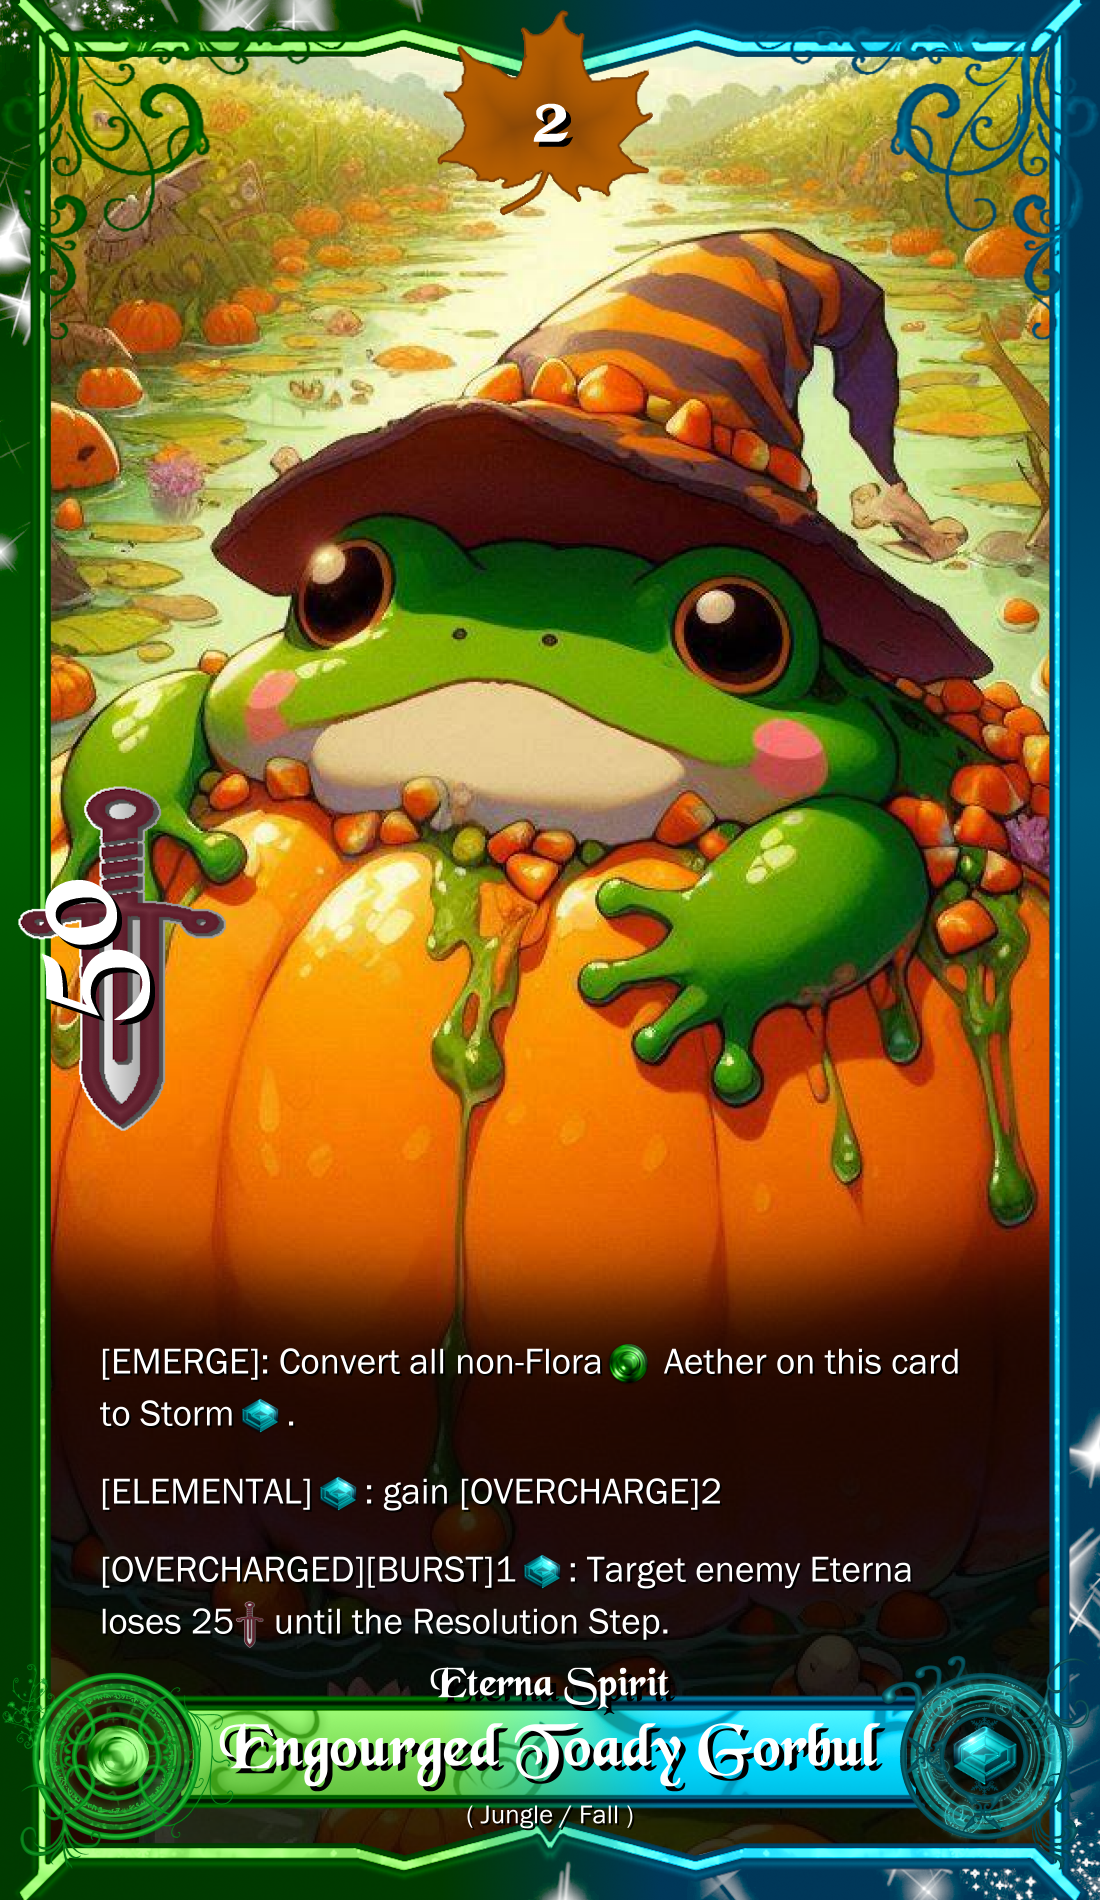 2
50
[EMERGE]: Convert all non-Flora Aether on this card
to Storm .
[ELEMENTAL] : gain [OVERCHARGE]2
[OVERCHARGED][BURST]1 : Target enemy Eterna
loses 25 until the Resolution Step.
Eterna Spirit
Engourged Toady Gorbul
( Jungle / Fall )